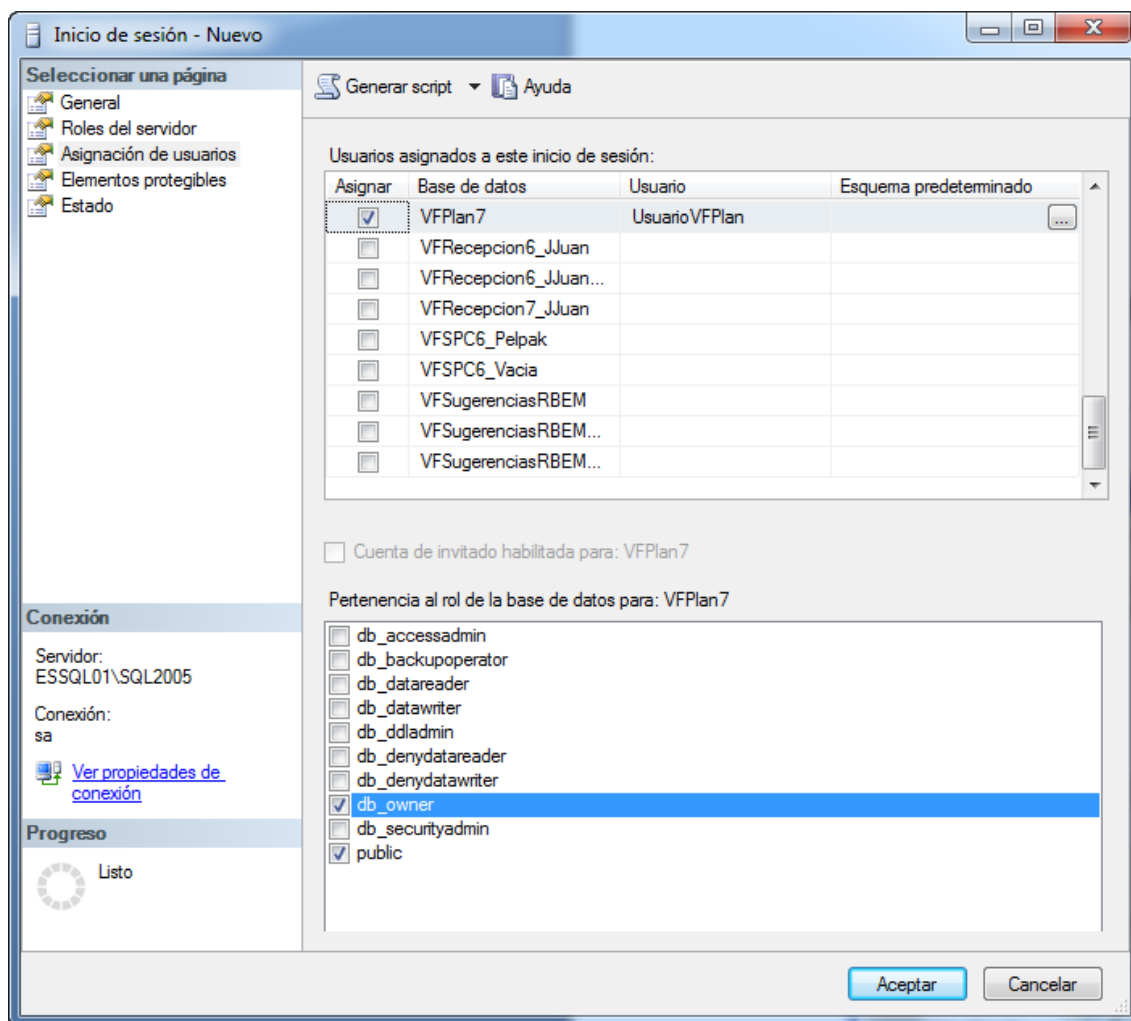 Inicio de sesión - Nuevo
Seleccionar una página
General
Roles del servidor
Asignación de usuarios
Elementos protegibles
Estado
Generar script
Ayuda
Usuarios asignados a este inicio de sesión:
Asignar Base de datos Usuario Esquema predeterminado
VFPlan7 UsuarioVFPlan ...
VFRecepcion6_JJuan
VFRecepcion6_JJuan...
VFRecepcion7_JJuan
VFSPC6_Pelpak
VFSPC6_Vacia
VFSugerenciasRBEM
VFSugerenciasRBEM...
VFSugerenciasRBEM...
Cuenta de invitado habilitada para: VFPlan7
Pertenencia al rol de la base de datos para: VFPlan7
db_accessadmin
db_backupoperator
db_datareader
db_datawriter
db_ddladmin
db_denydatareader
db_denydatawriter
db_owner
db_securityadmin
public
Conexión
Servidor:
ESSQL01\SQL2005
Conexión:
sa
Ver propiedades de
conexión
Progreso
Listo
Aceptar
Cancelar